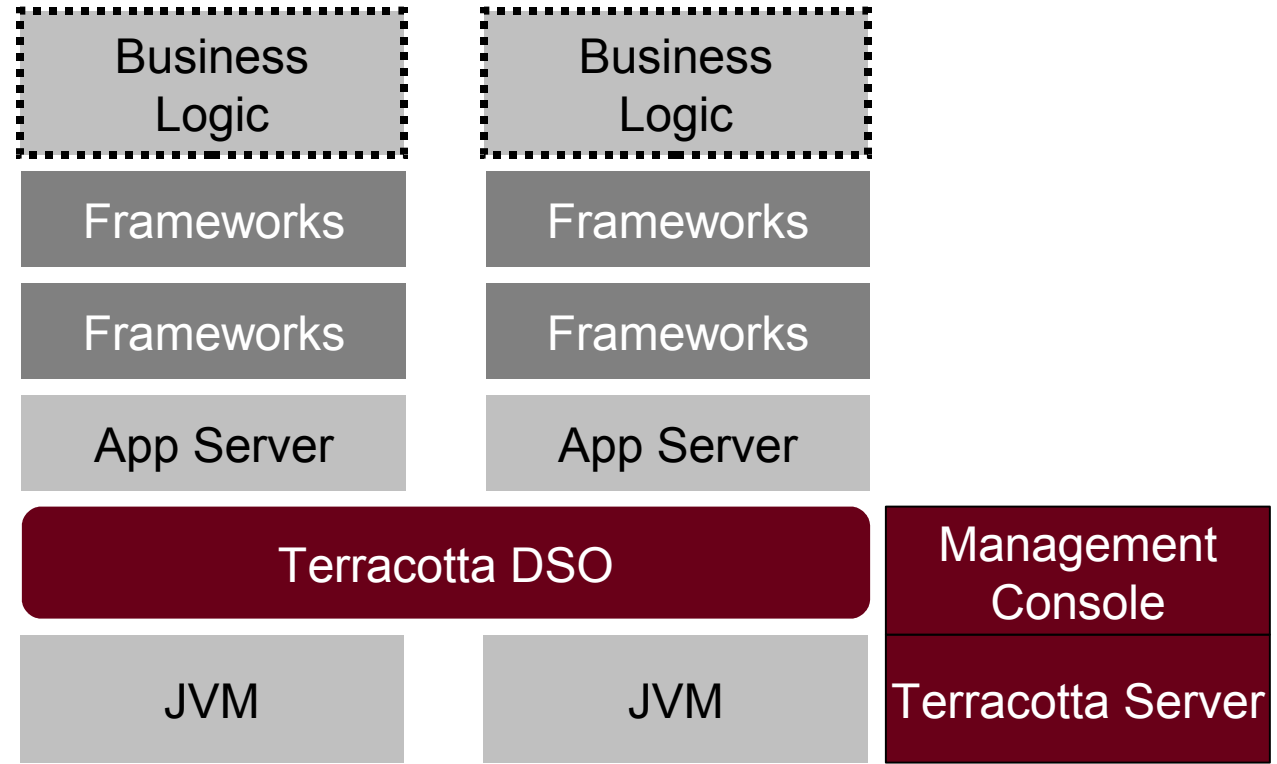 Business
Logic
Business
Logic
Frameworks
Frameworks
Frameworks
Frameworks
App Server
App Server
Terracotta DSO
Management
Console
JVM
JVM
Terracotta Server